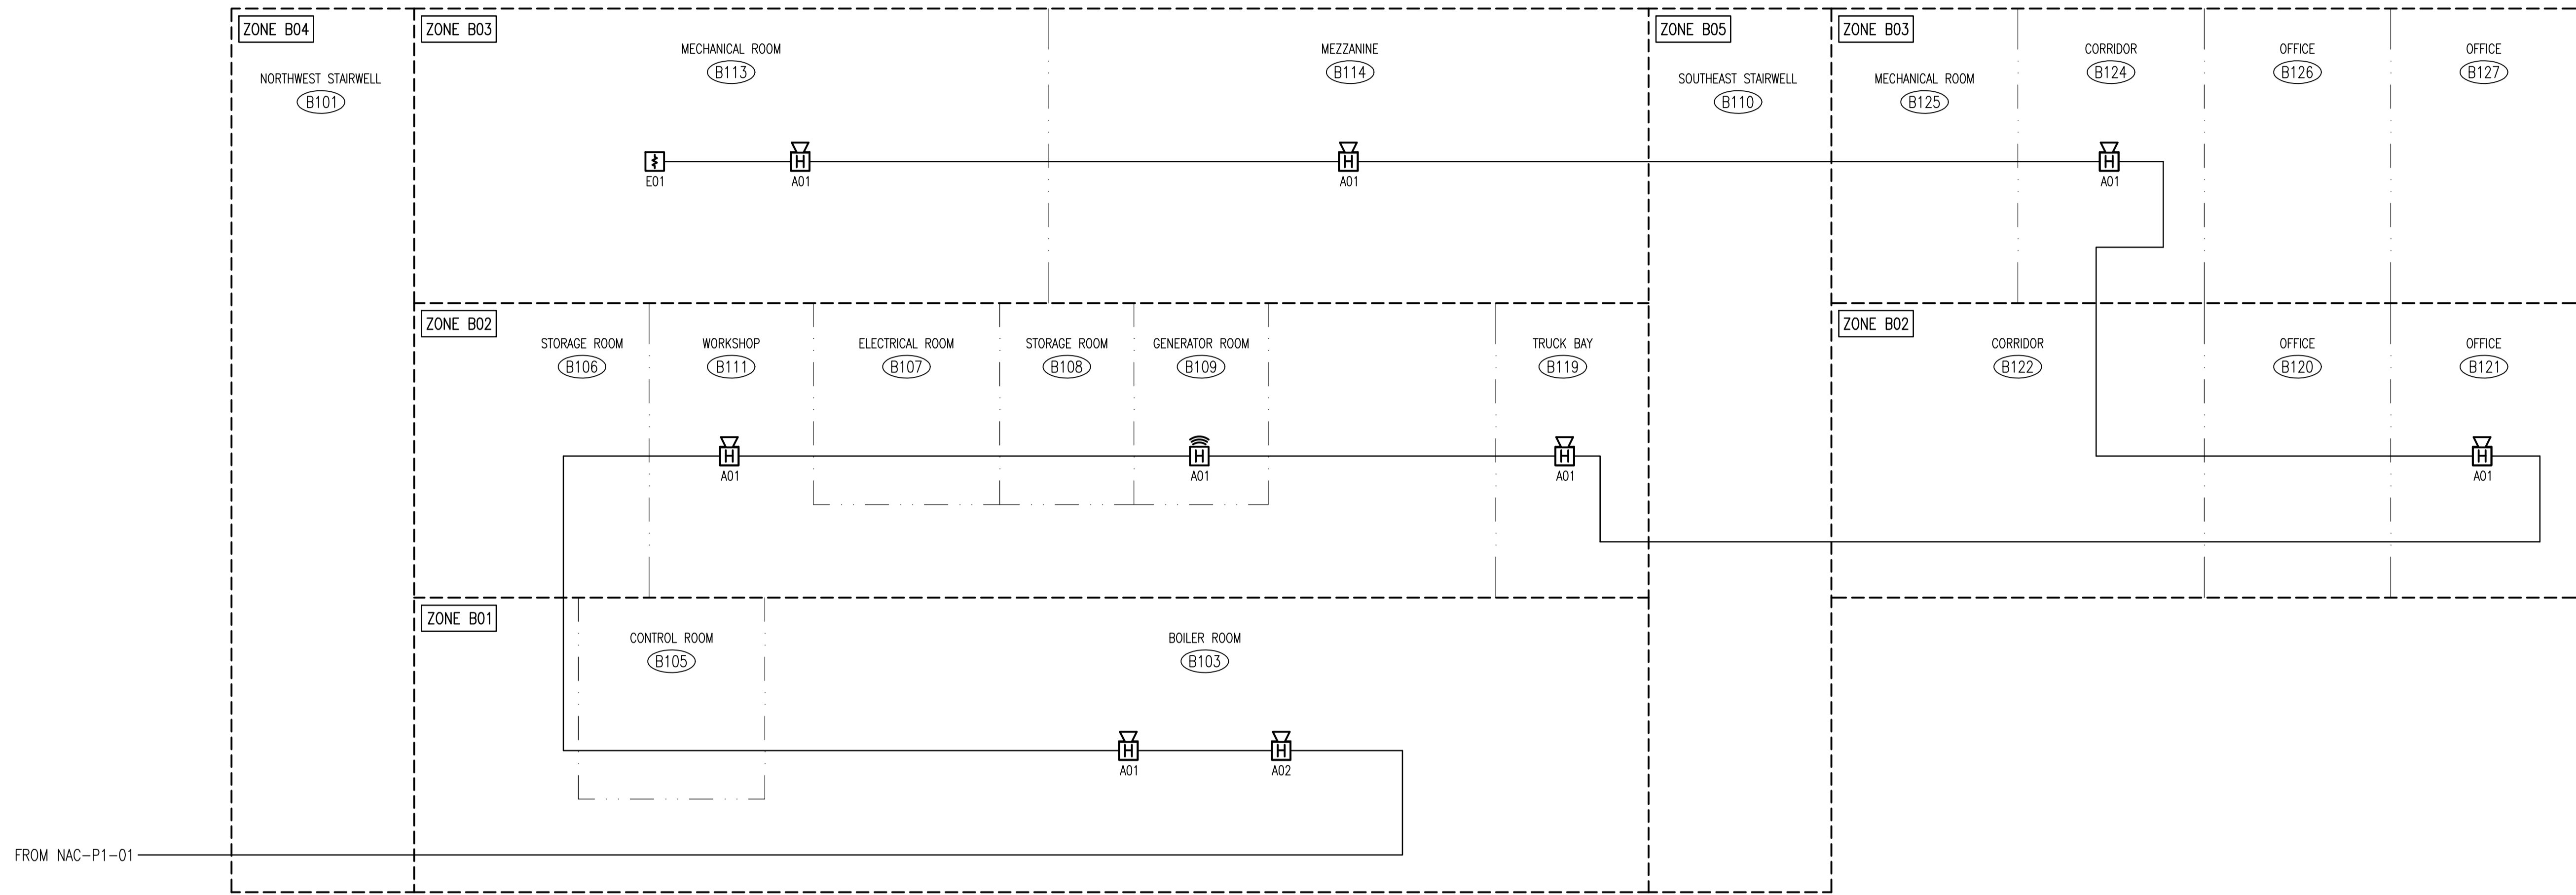 ZONE B04
NORTHWEST STAIRWELL
B101
ZONE B03
MECHANICAL ROOM
B113
MEZZANINE
B114
E01
H
A01
H
A01
ZONE B05
SOUTHEAST STAIRWELL
B110
ZONE B03
MECHANICAL ROOM
B125
CORRIDOR
B124
H
A01
OFFICE
B126
OFFICE
B127
ZONE B02
STORAGE ROOM
B106
WORKSHOP
B111
H
A01
ELECTRICAL ROOM
B107
STORAGE ROOM
B108
GENERATOR ROOM
B109
H
A01
TRUCK BAY
B119
H
A01
ZONE B02
CORRIDOR
B122
OFFICE
B120
OFFICE
B121
H
A01
ZONE B01
CONTROL ROOM
B105
BOILER ROOM
B103
H
A01
H
A02
FROM NAC-P1-01